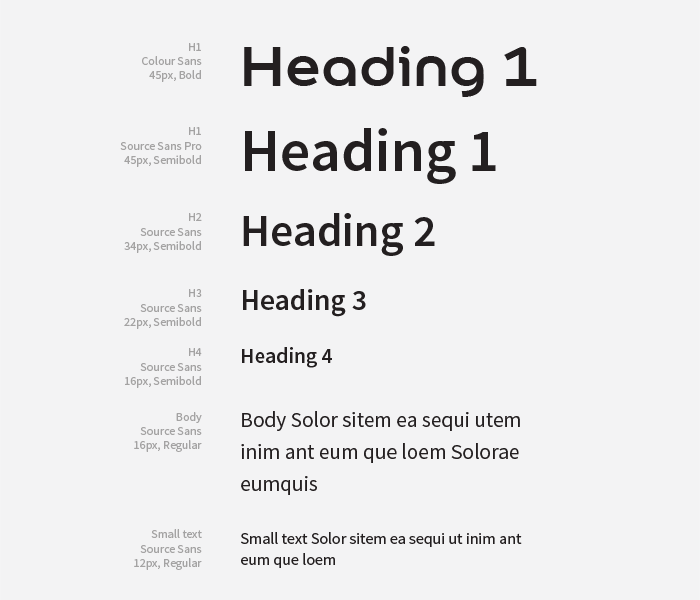 H1
Colour Sans
45px, Bold
Heading 1
H1
Source Sans Pro
45px, Semibold
Heading 1
H2
Source Sans
34px, Semibold
Heading 2
H3
Source Sans
22px, Semibold
Heading 3
H4
Source Sans
16px, Semibold
Heading 4
Body
Source Sans
16px, Regular
Body Solor sitem ea sequi utem
inim ant eum que loem Solorae
eumquis
Small text
Source Sans
12px, Regular
Small text Solor sitem ea sequi ut inim ant
eum que loem